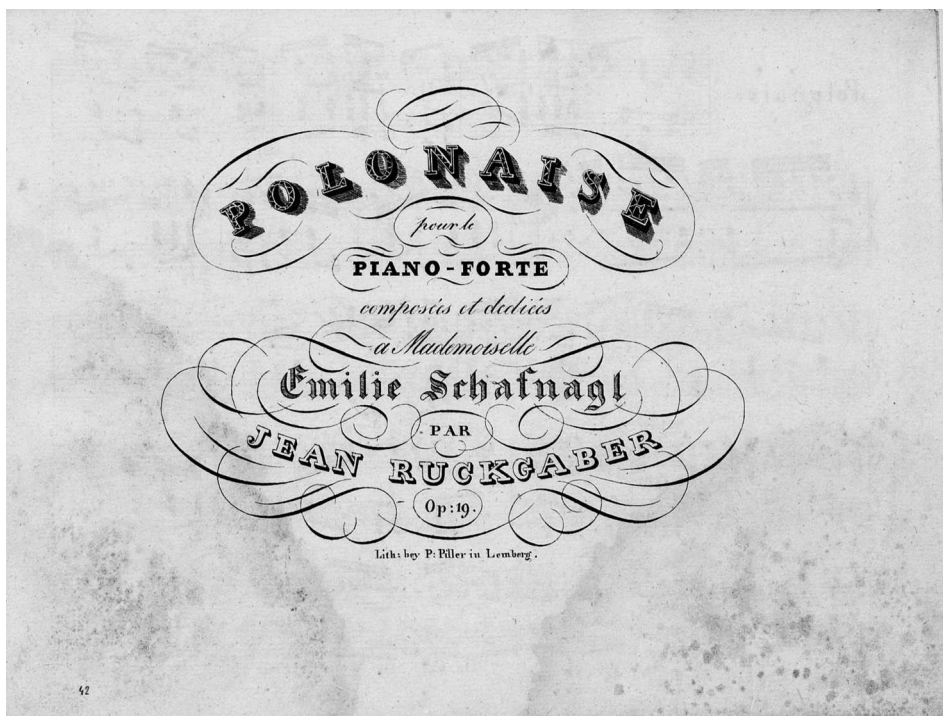 POLONAISE
pour le
PIANO-FORTE
composées et dediées
a Mademoiselle
Emilie Schafnagl
PAR
JEAN RUCKGABER
Op: 19.
Lith: bey P: Piller in Lemberg.
42